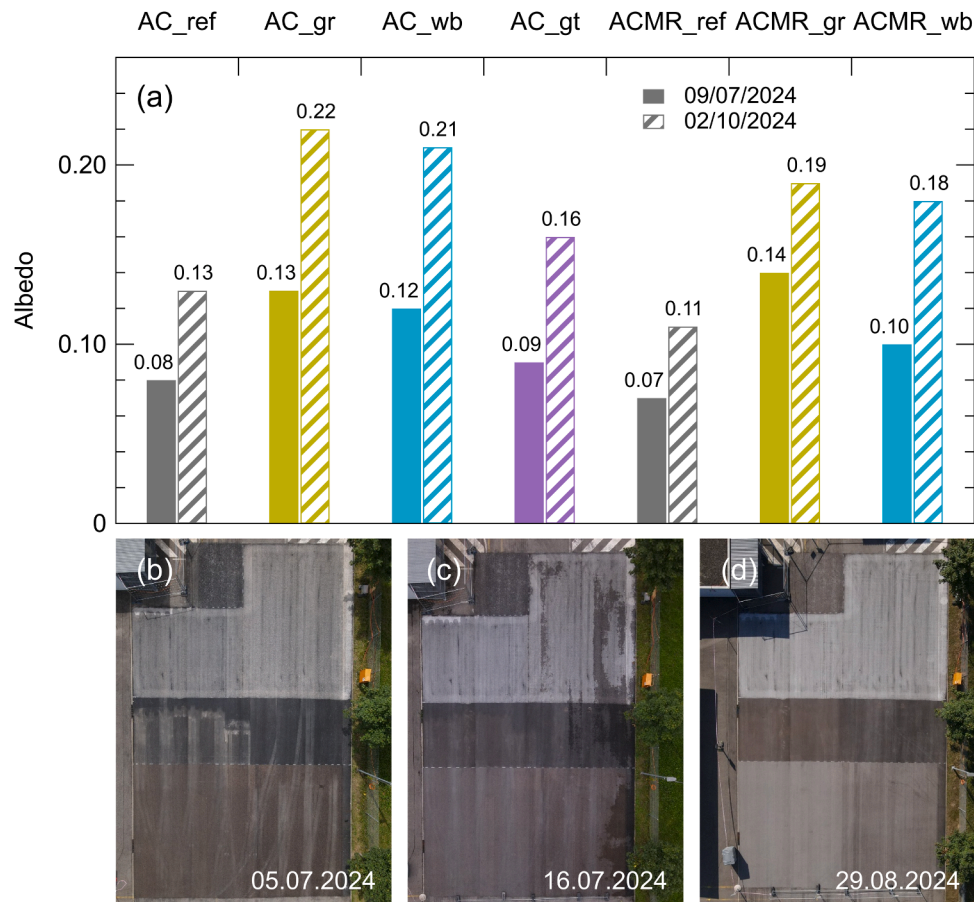 AC_ref AC_gr AC_wb AC_gt ACMR_ref ACMR_gr ACMR_wb
(a)
09/07/2024
02/10/2024
Albedo
0.20
0.10
0
0.08 0.13 0.13 0.22 0.12 0.21 0.09 0.16 0.07 0.11 0.14 0.19 0.10 0.18
(b) (c) (d)
05.07.2024 16.07.2024 29.08.2024